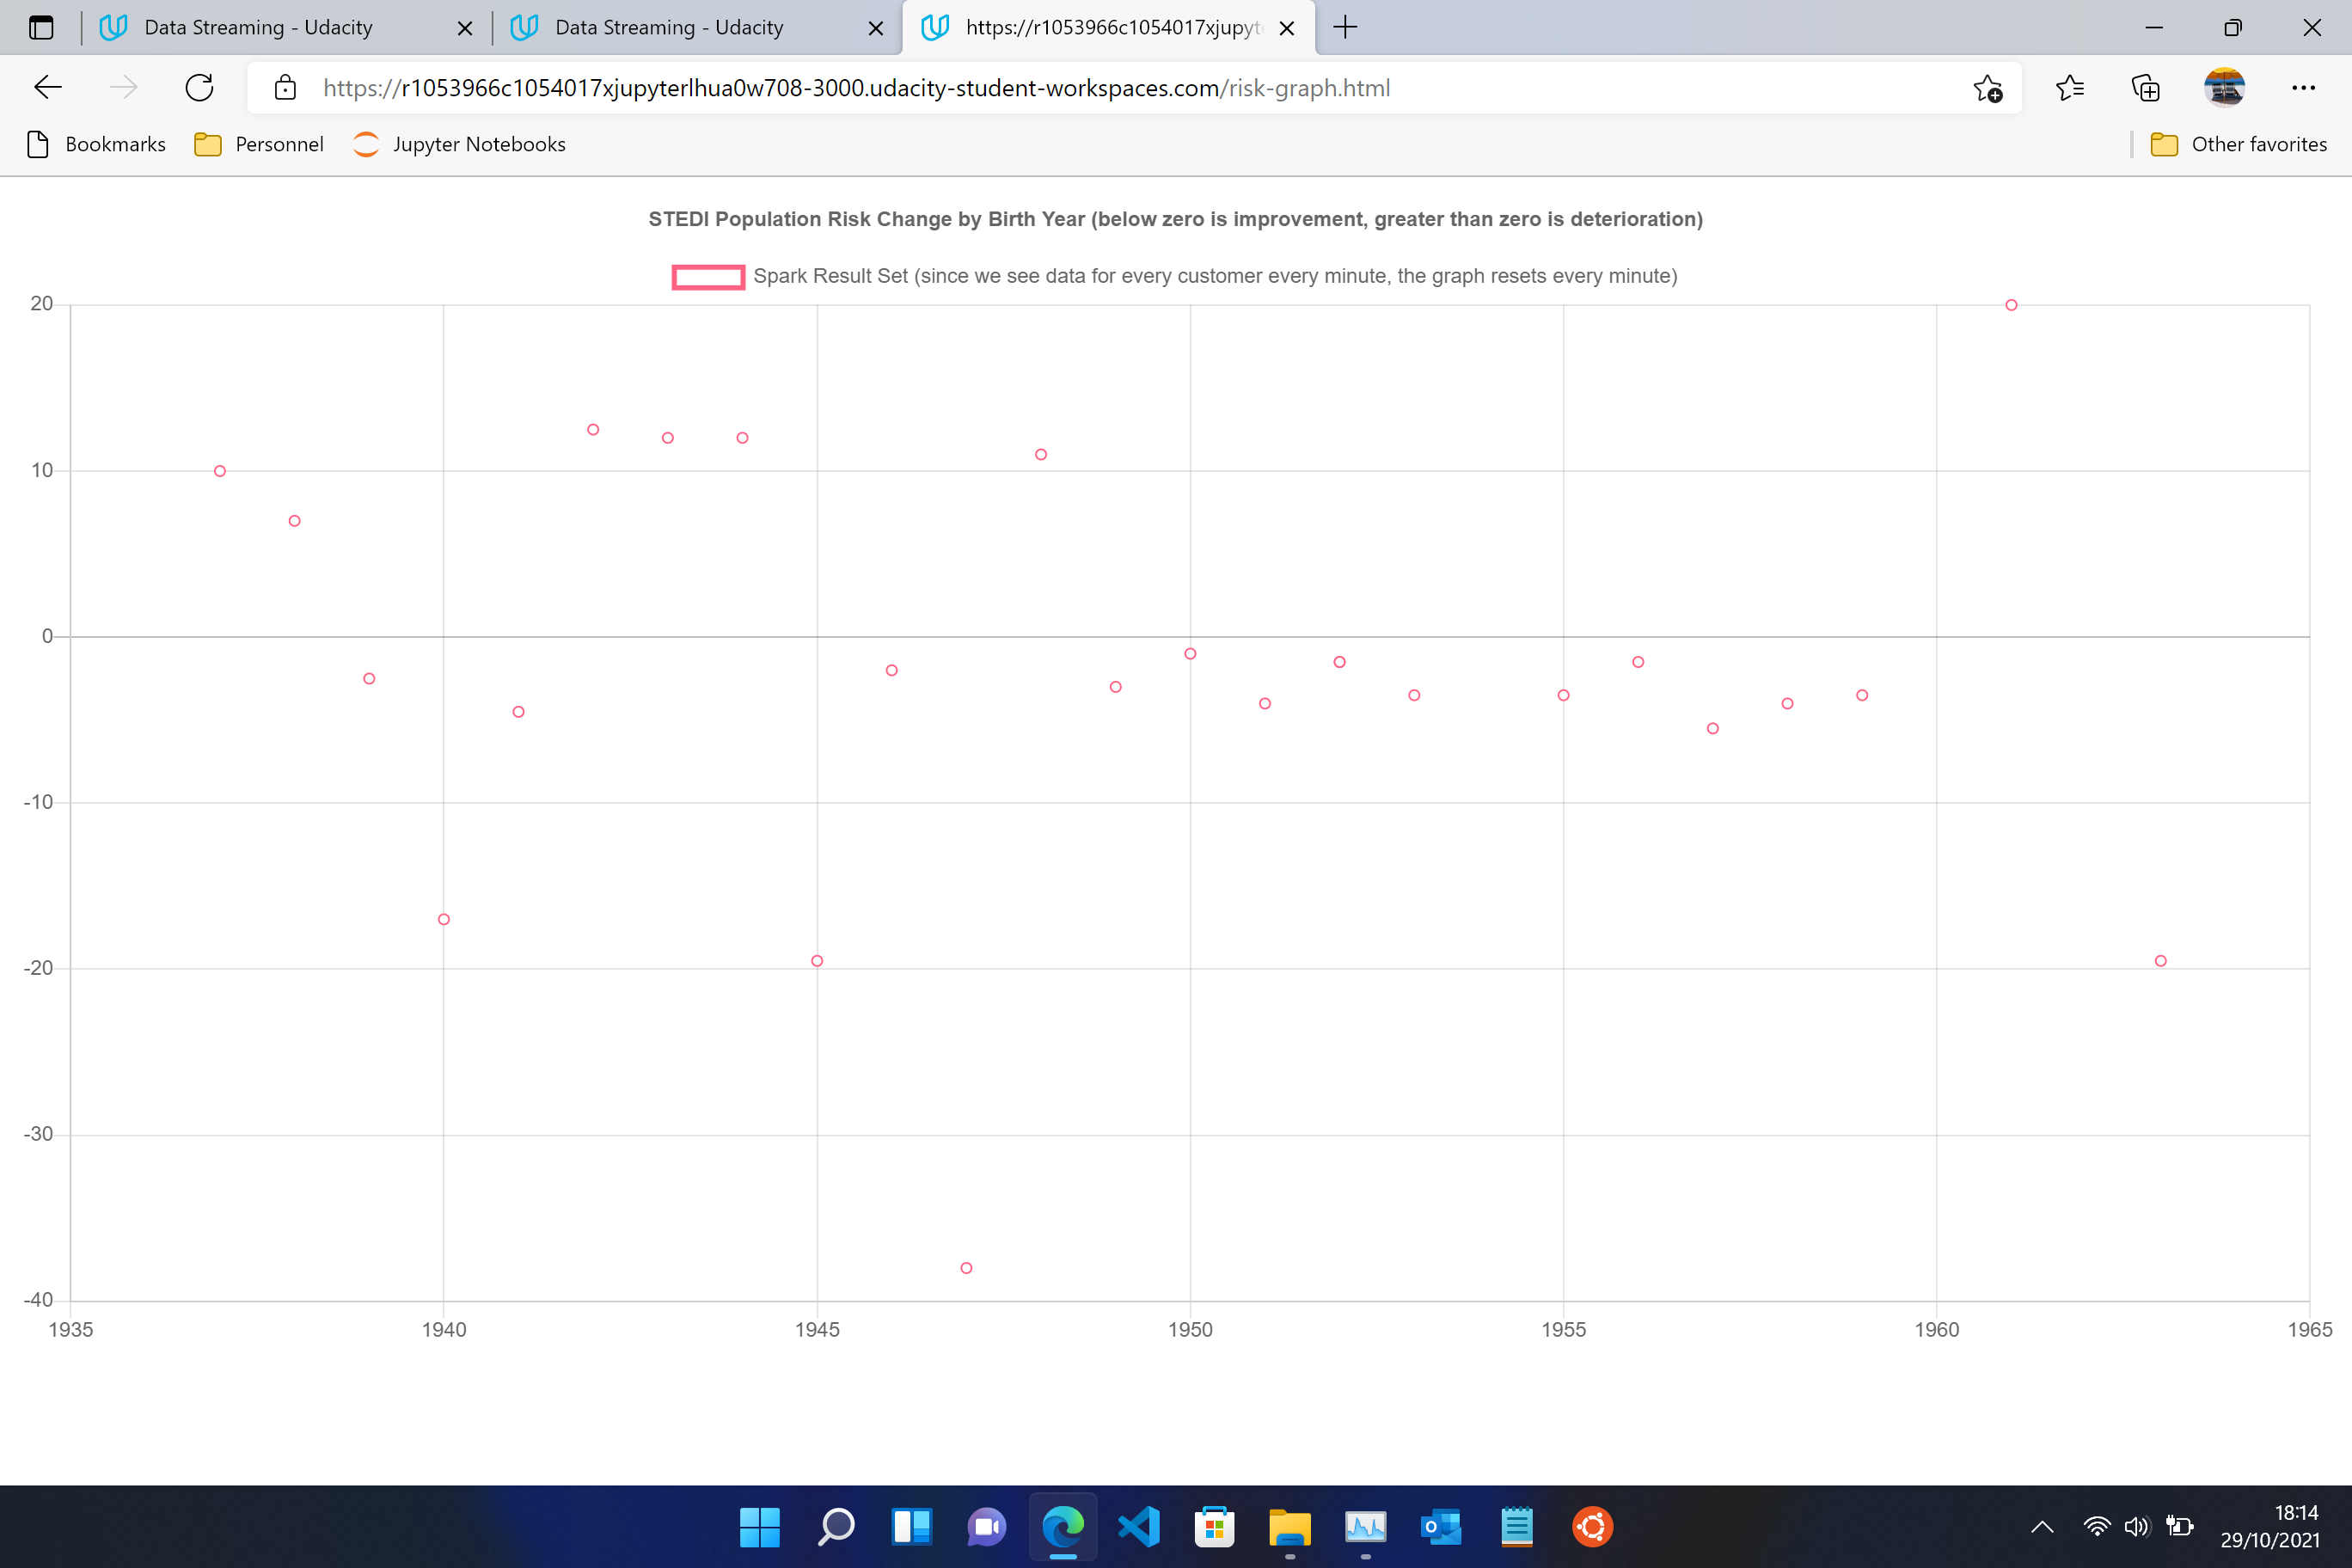 Data Streaming - Udacity
Data Streaming - Udacity
https://r1053966c1054017xjupyt
https://r1053966c1054017xjupyterlhua0w708-3000.udacity-student-workspaces.com/risk-graph.html
Bookmarks
Personnel
Jupyter Notebooks
Other favorites
STEDI Population Risk Change by Birth Year (below zero is improvement, greater than zero is deterioration)
Spark Result Set (since we see data for every customer every minute, the graph resets every minute)
20
10
0
-10
-20
-30
-40
1935 1940 1945 1950 1955 1960 1965
18:14
29/10/2021